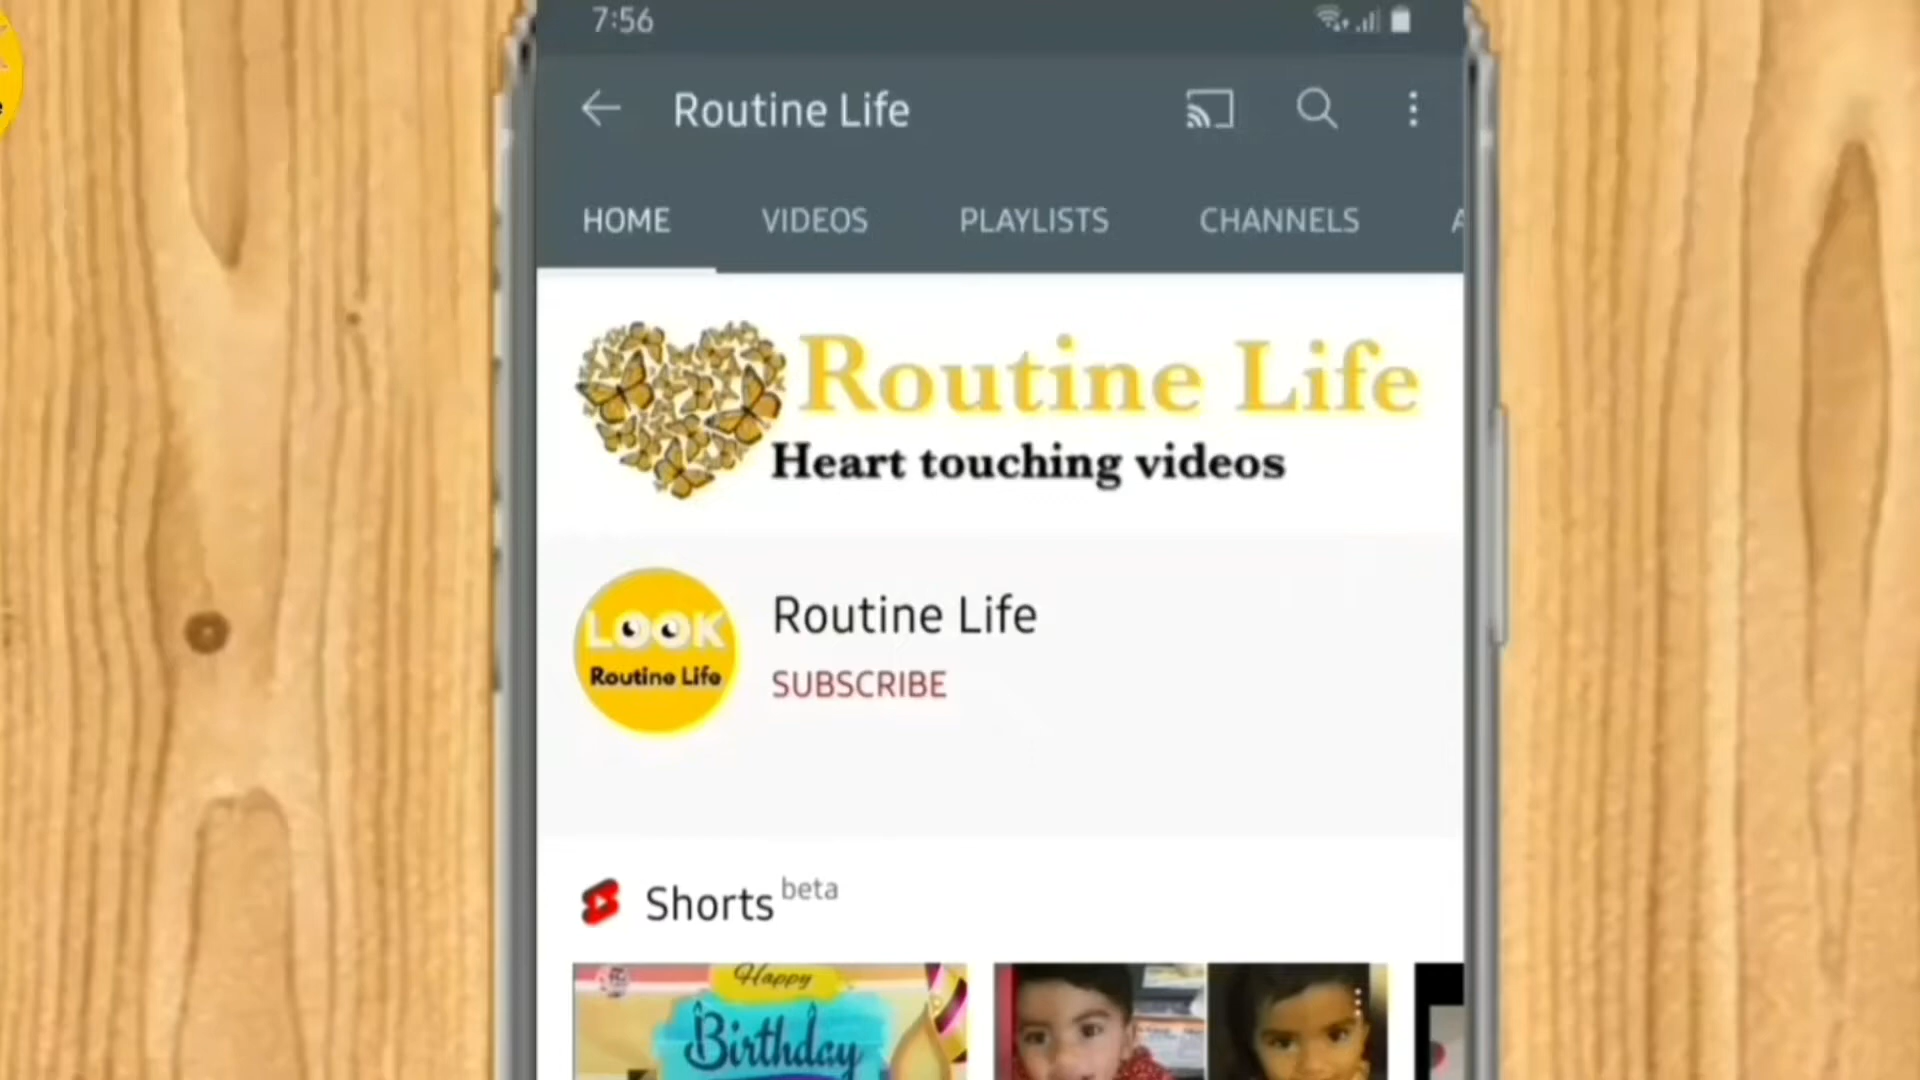 7:56
Routine Life
HOME VIDEOS PLAYLISTS CHANNELS
Routine Life
Heart touching videos
LOOK
Routine Life
Routine Life
SUBSCRIBE
Shorts beta
Happy
Birthday